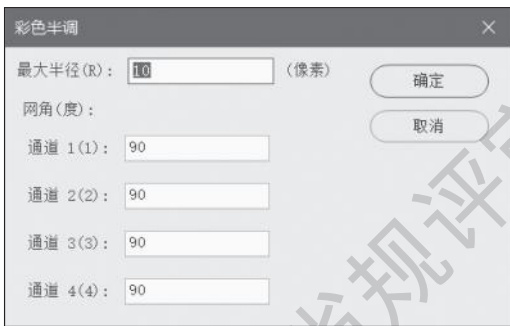 彩色半调
最大半径(R)： 10 (像素) 确定
网角(度)：
取消
通道 1(1)： 90
通道 2(2)： 90
通道 3(3)： 90
通道 4(4)： 90